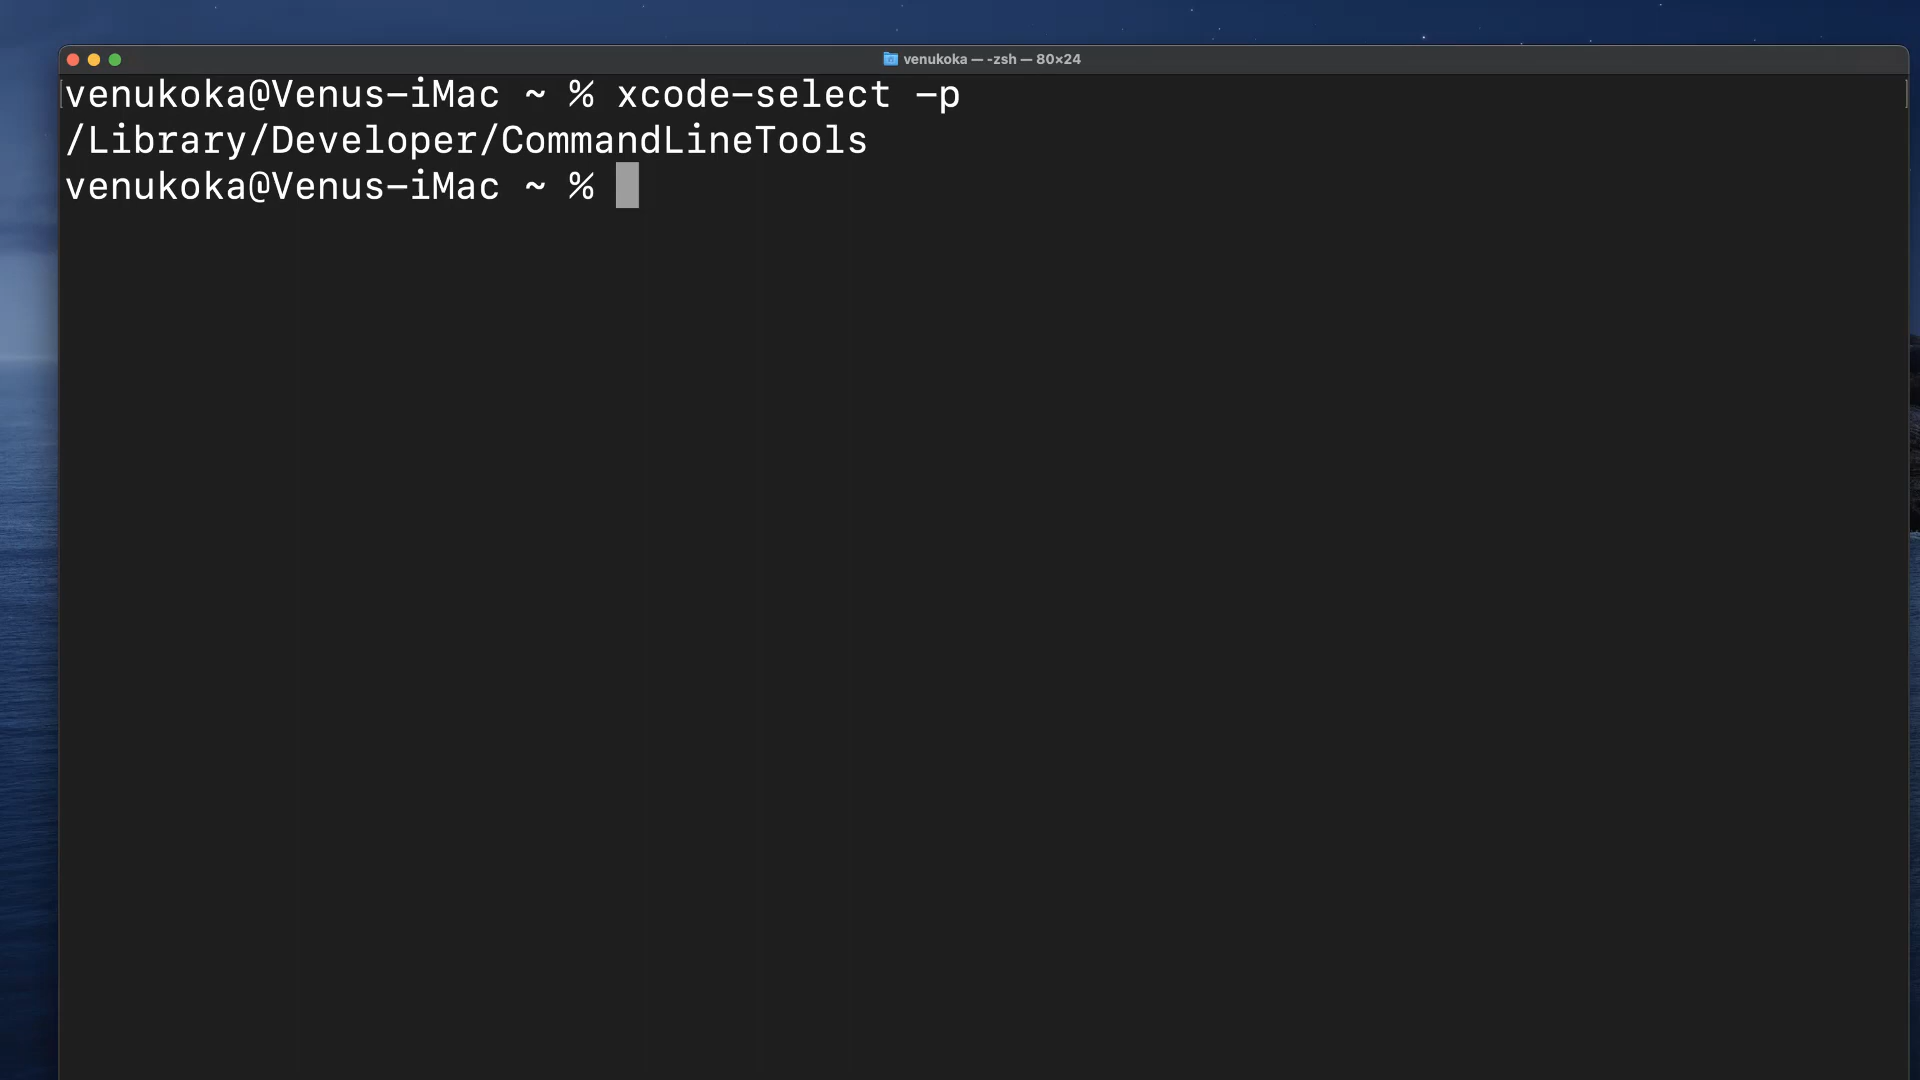 venukoka — -zsh — 80×24
venukoka@Venus-iMac ~ % xcode-select -p
/Library/Developer/CommandLineTools
venukoka@Venus-iMac ~ %